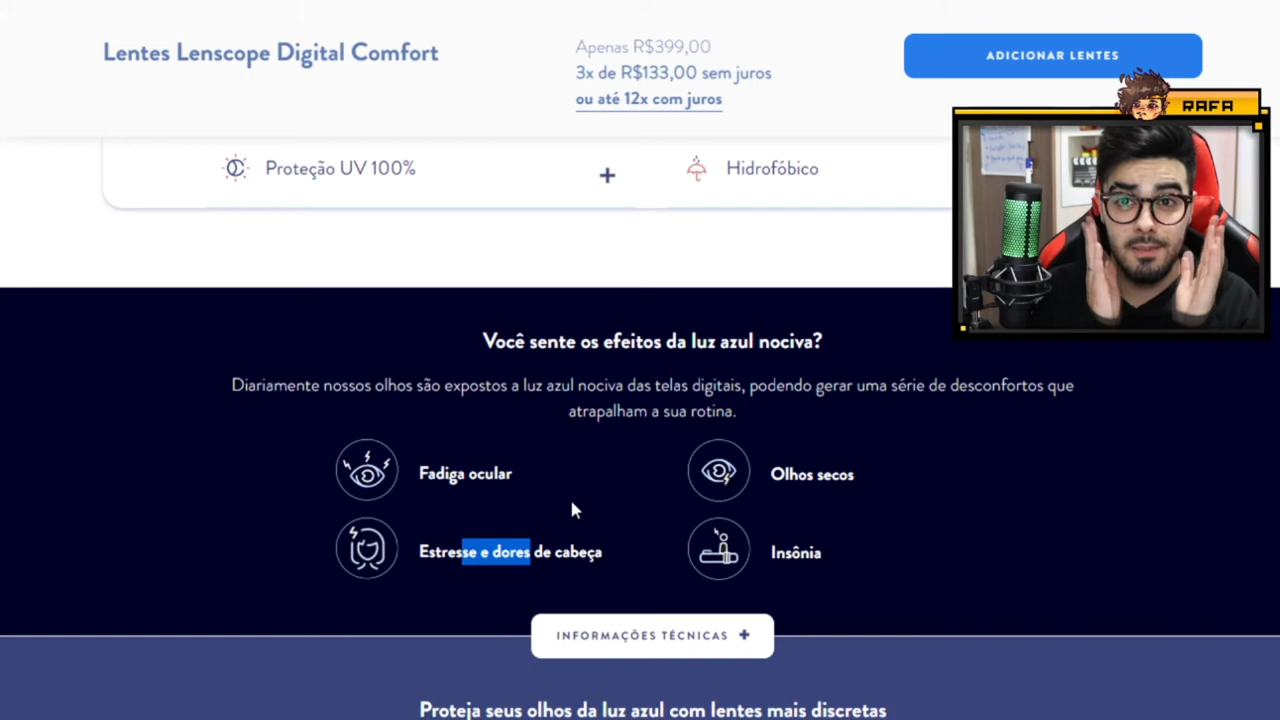 Lentes Lenscope Digital Comfort
Apenas R$399,00
3x de R$133,00 sem juros
ou até 12x com juros
ADICIONAR LENTES
RAFA
Proteção UV 100%
+
Hidrofóbico
Você sente os efeitos da luz azul nociva?
Diariamente nossos olhos são expostos a luz azul nociva das telas digitais, podendo gerar uma série de desconfortos que
atrapalham a sua rotina.
Fadiga ocular
Olhos secos
Estresse e dores de cabeça
Insônia
INFORMAÇÕES TÉCNICAS +
Proteja seus olhos da luz azul com lentes mais discretas